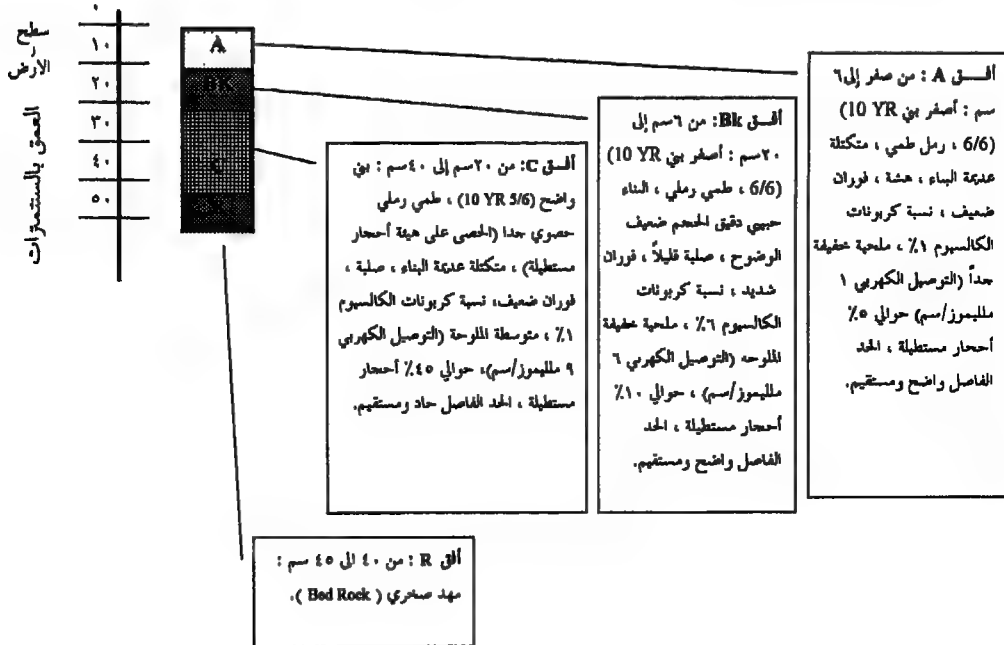 سطح الأرض
العمق بالسنتمترات
٠
١٠
٢٠
٣٠
٤٠
٥٠
A
BK
C
أفـــق A : من صفر إلى ٦
سم : أصفر بني (10 YR
6/6) ، رمل طمي ، متكتلة
عديمة البناء ، هشة ، فوران
ضعيف ، نسبة كربونات
الكالسيوم ١٪ ، ملحية خفيفة
جداً (التوصيل الكهربي ١
ملليموز/سم) حوالي ٥٪
أحجار مستطيلة ، الحد
الفاصل واضح ومستقيم.
أفــق Bk: من ٦سم إلى
٢٠سم : أصفر بني (10 YR
6/6) ، طمي رملي ، البناء
حبيبي دقيق الحجم ضعيف
الوضوح ، صلبة قليلاً ، فوران
شديد ، نسبة كربونات
الكالسيوم ٦٪ ، ملحية خفيفة
الملوحه (التوصيل الكهربي ٦
ملليموز/سم) ، حوالي ١٠٪
أحجار مستطيلة ، الحد
الفاصل واضح ومستقيم.
أفــق C: من ٢٠سم إلى ٤٠سم : بني
واضح (10 YR 5/6) ، طمي رملي
حصوي جدا (الحصى على هيئة أحجار
مستطيلة) ، متكتلة عديمة البناء ، صلبة ،
فوران ضعيف، نسبة كربونات الكالسيوم
١٪ ، متوسطة الملوحة (التوصيل الكهربي
٩ ملليموز/سم)، حوالي ٤٥٪ أحجار
مستطيلة ، الحد الفاصل حاد ومستقيم.
أفق R : من ٤٠ الى ٤٥ سم :
مهد صخري ( Bed Rock ).